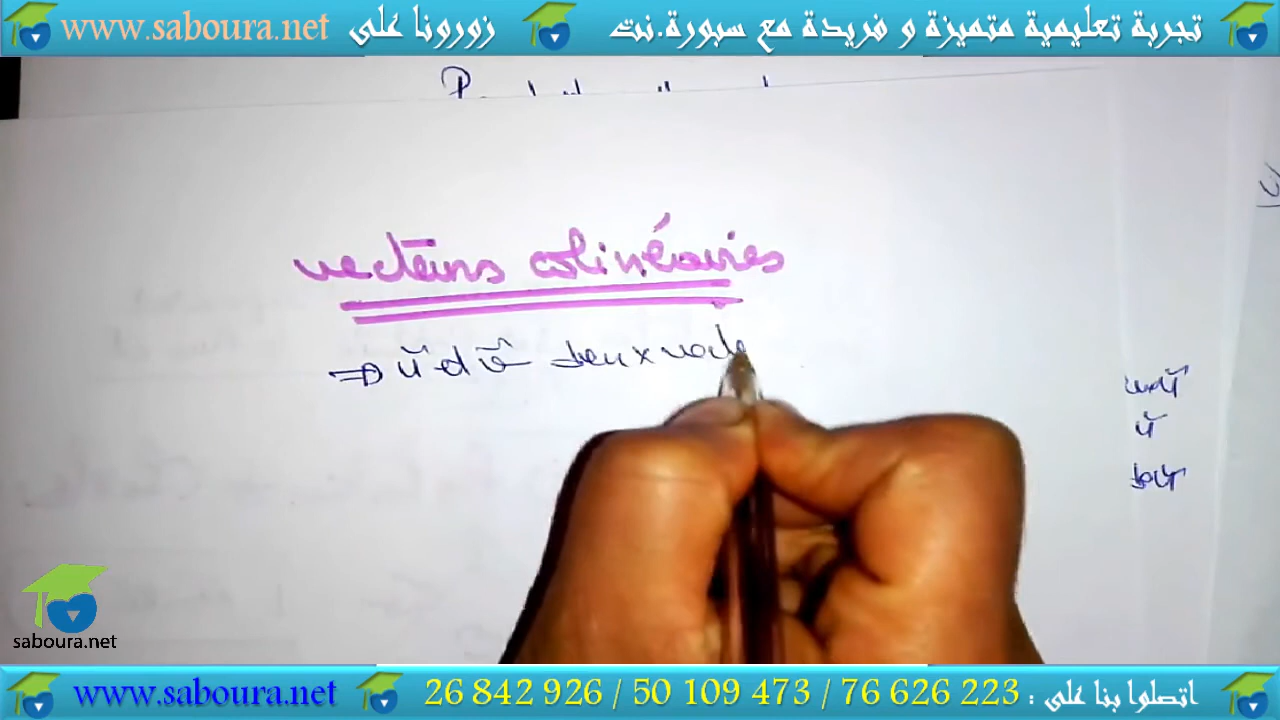 www.saboura.net زورونا على تجربة تعليمية متميزة و فريدة مع سبورة.نت
vecteurs colinéaires
=> u et v deux vecte
saboura.net
www.saboura.net 26 842 926 / 50 109 473 / 76 626 223 : اتصلوا بنا على